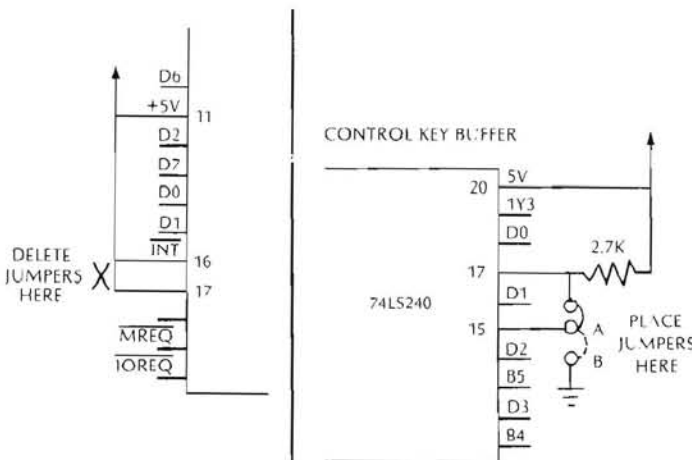 D6
+5V
11
D2
D7
D0
D1
INT
16
17
DELETE
JUMPERS
HERE
MREQ
IOREQ
CONTROL KEY BUFFER
20
5V
1Y3
D0
2.7K
17
D1
74LS240
15
A
B
PLACE
JUMPERS
HERE
D2
B5
D3
B4